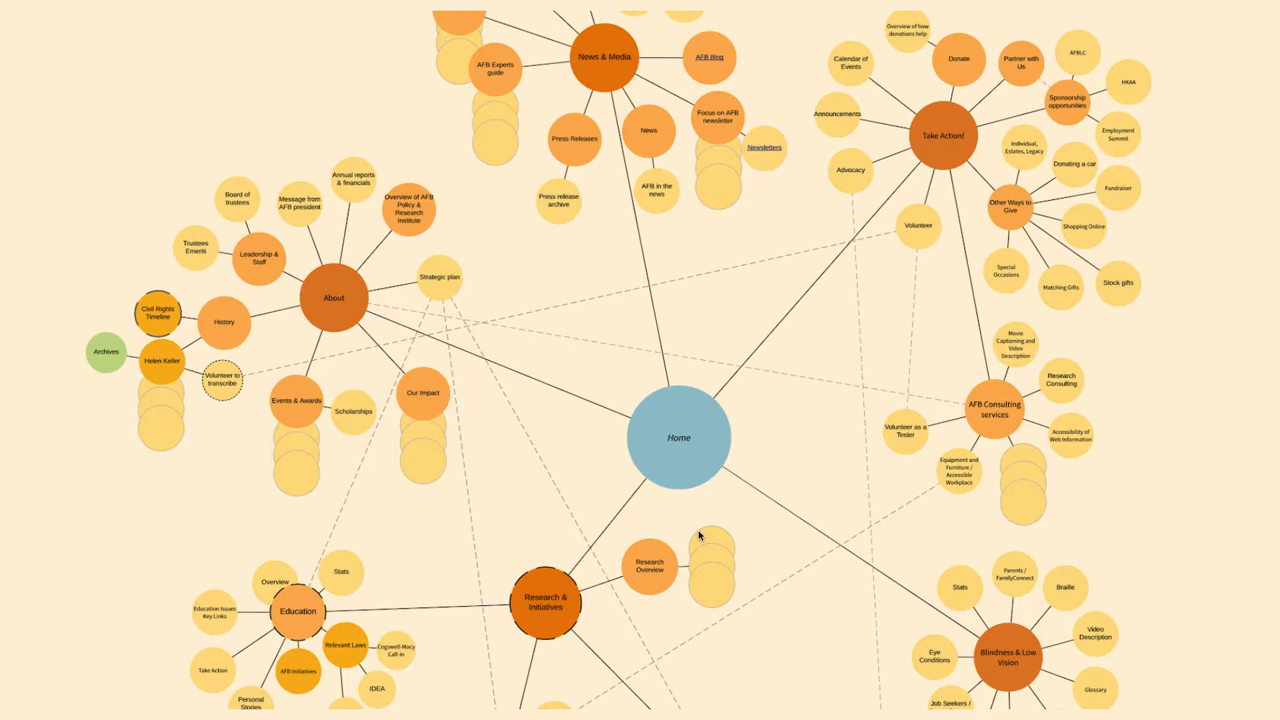 News & Media
AFB Blog
AFB Experts
guide
Press Releases
News
Focus on AFB
newsletter
Newsletters
Press release
archive
AFB in the
news
Overview of how
donations help
Donate
Partner with
Us
AFBLC
Calendar of
Events
Sponsorship
opportunities
HKAA
Announcements
Take Action!
Employment
Summit
Individual,
Estates, Legacy
Donating a car
Advocacy
Fundraiser
Other Ways to
Give
Volunteer
Shopping Online
Special
Occasions
Matching Gifts
Stock gifts
Board of
trustees
Message from
AFB president
Annual reports
& financials
Overview of AFB
Policy &
Research
Institute
Trustees
Emeriti
Leadership &
Staff
Strategic plan
About
Civil Rights
Timeline
History
Archives
Helen Keller
Volunteer to
transcribe
Events & Awards
Scholarships
Our Impact
Home
Movie
Captioning and
Video
Description
Research
Consulting
AFB Consulting
services
Volunteer as a
Tester
Accessibility of
Web Information
Equipment and
Furniture /
Accessible
Workplace
Research
Overview
Research &
Initiatives
Overview
Stats
Education Issues
Key Links
Education
Take Action
AFB Initiatives
Relevant Laws
Cogswell-Macy
Call-in
IDEA
Personal
Stories
Stats
Parents /
FamilyConnect
Braille
Video
Description
Eye
Conditions
Blindness & Low
Vision
Glossary
Job Seekers /